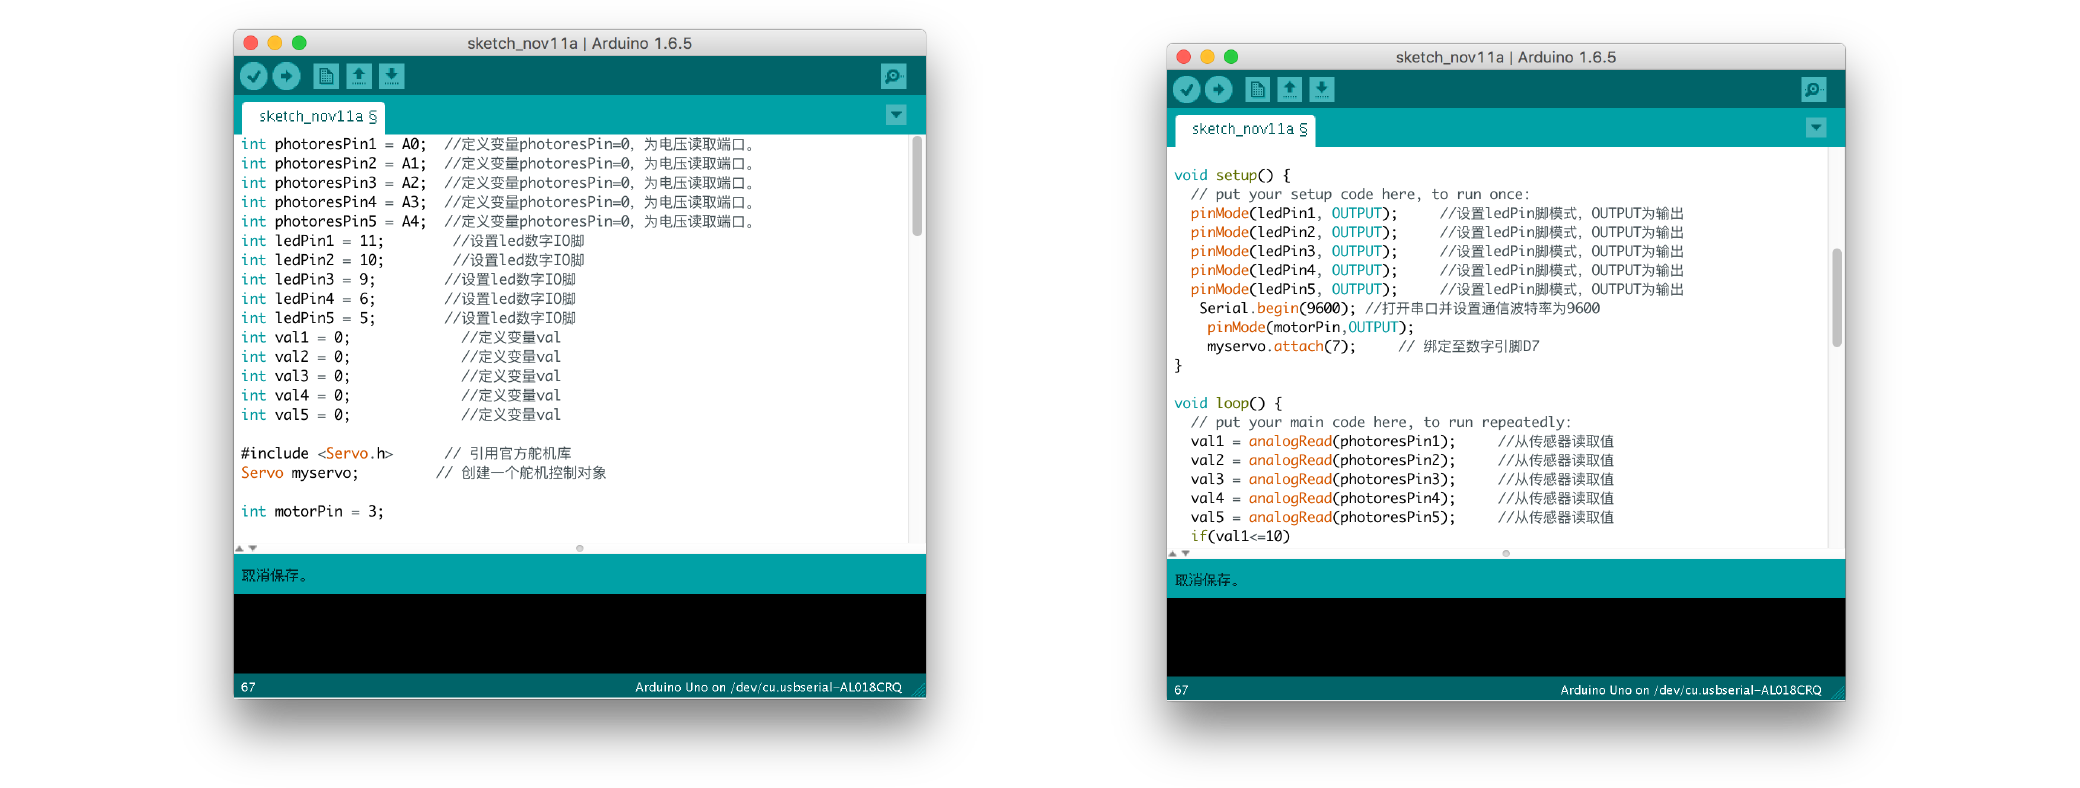 sketch_nov11a | Arduino 1.6.5
sketch_nov11a §
int photoresPin1 = A0;  //定义变量photoresPin=0, 为电压读取端口。
int photoresPin2 = A1;  //定义变量photoresPin=0, 为电压读取端口。
int photoresPin3 = A2;  //定义变量photoresPin=0, 为电压读取端口。
int photoresPin4 = A3;  //定义变量photoresPin=0, 为电压读取端口。
int photoresPin5 = A4;  //定义变量photoresPin=0, 为电压读取端口。
int ledPin1 = 11;        //设置led数字IO脚
int ledPin2 = 10;        //设置led数字IO脚
int ledPin3 = 9;        //设置led数字IO脚
int ledPin4 = 6;        //设置led数字IO脚
int ledPin5 = 5;        //设置led数字IO脚
int val1 = 0;             //定义变量val
int val2 = 0;             //定义变量val
int val3 = 0;             //定义变量val
int val4 = 0;             //定义变量val
int val5 = 0;             //定义变量val
#include <Servo.h>      // 引用官方舵机库
Servo myservo;         // 创建一个舵机控制对象
int motorPin = 3;
取消保存。
67
Arduino Uno on /dev/cu.usbserial-AL018CRQ
sketch_nov11a | Arduino 1.6.5
sketch_nov11a §
void setup() {
  // put your setup code here, to run once:
  pinMode(ledPin1, OUTPUT);     //设置ledPin脚模式, OUTPUT为输出
  pinMode(ledPin2, OUTPUT);     //设置ledPin脚模式, OUTPUT为输出
  pinMode(ledPin3, OUTPUT);     //设置ledPin脚模式, OUTPUT为输出
  pinMode(ledPin4, OUTPUT);     //设置ledPin脚模式, OUTPUT为输出
  pinMode(ledPin5, OUTPUT);     //设置ledPin脚模式, OUTPUT为输出
   Serial.begin(9600); //打开串口并设置通信波特率为9600
    pinMode(motorPin,OUTPUT);
    myservo.attach(7);     // 绑定至数字引脚D7
}
void loop() {
  // put your main code here, to run repeatedly:
  val1 = analogRead(photoresPin1);     //从传感器读取值
  val2 = analogRead(photoresPin2);     //从传感器读取值
  val3 = analogRead(photoresPin3);     //从传感器读取值
  val4 = analogRead(photoresPin4);     //从传感器读取值
  val5 = analogRead(photoresPin5);     //从传感器读取值
  if(val1<=10)
取消保存。
67
Arduino Uno on /dev/cu.usbserial-AL018CRQ